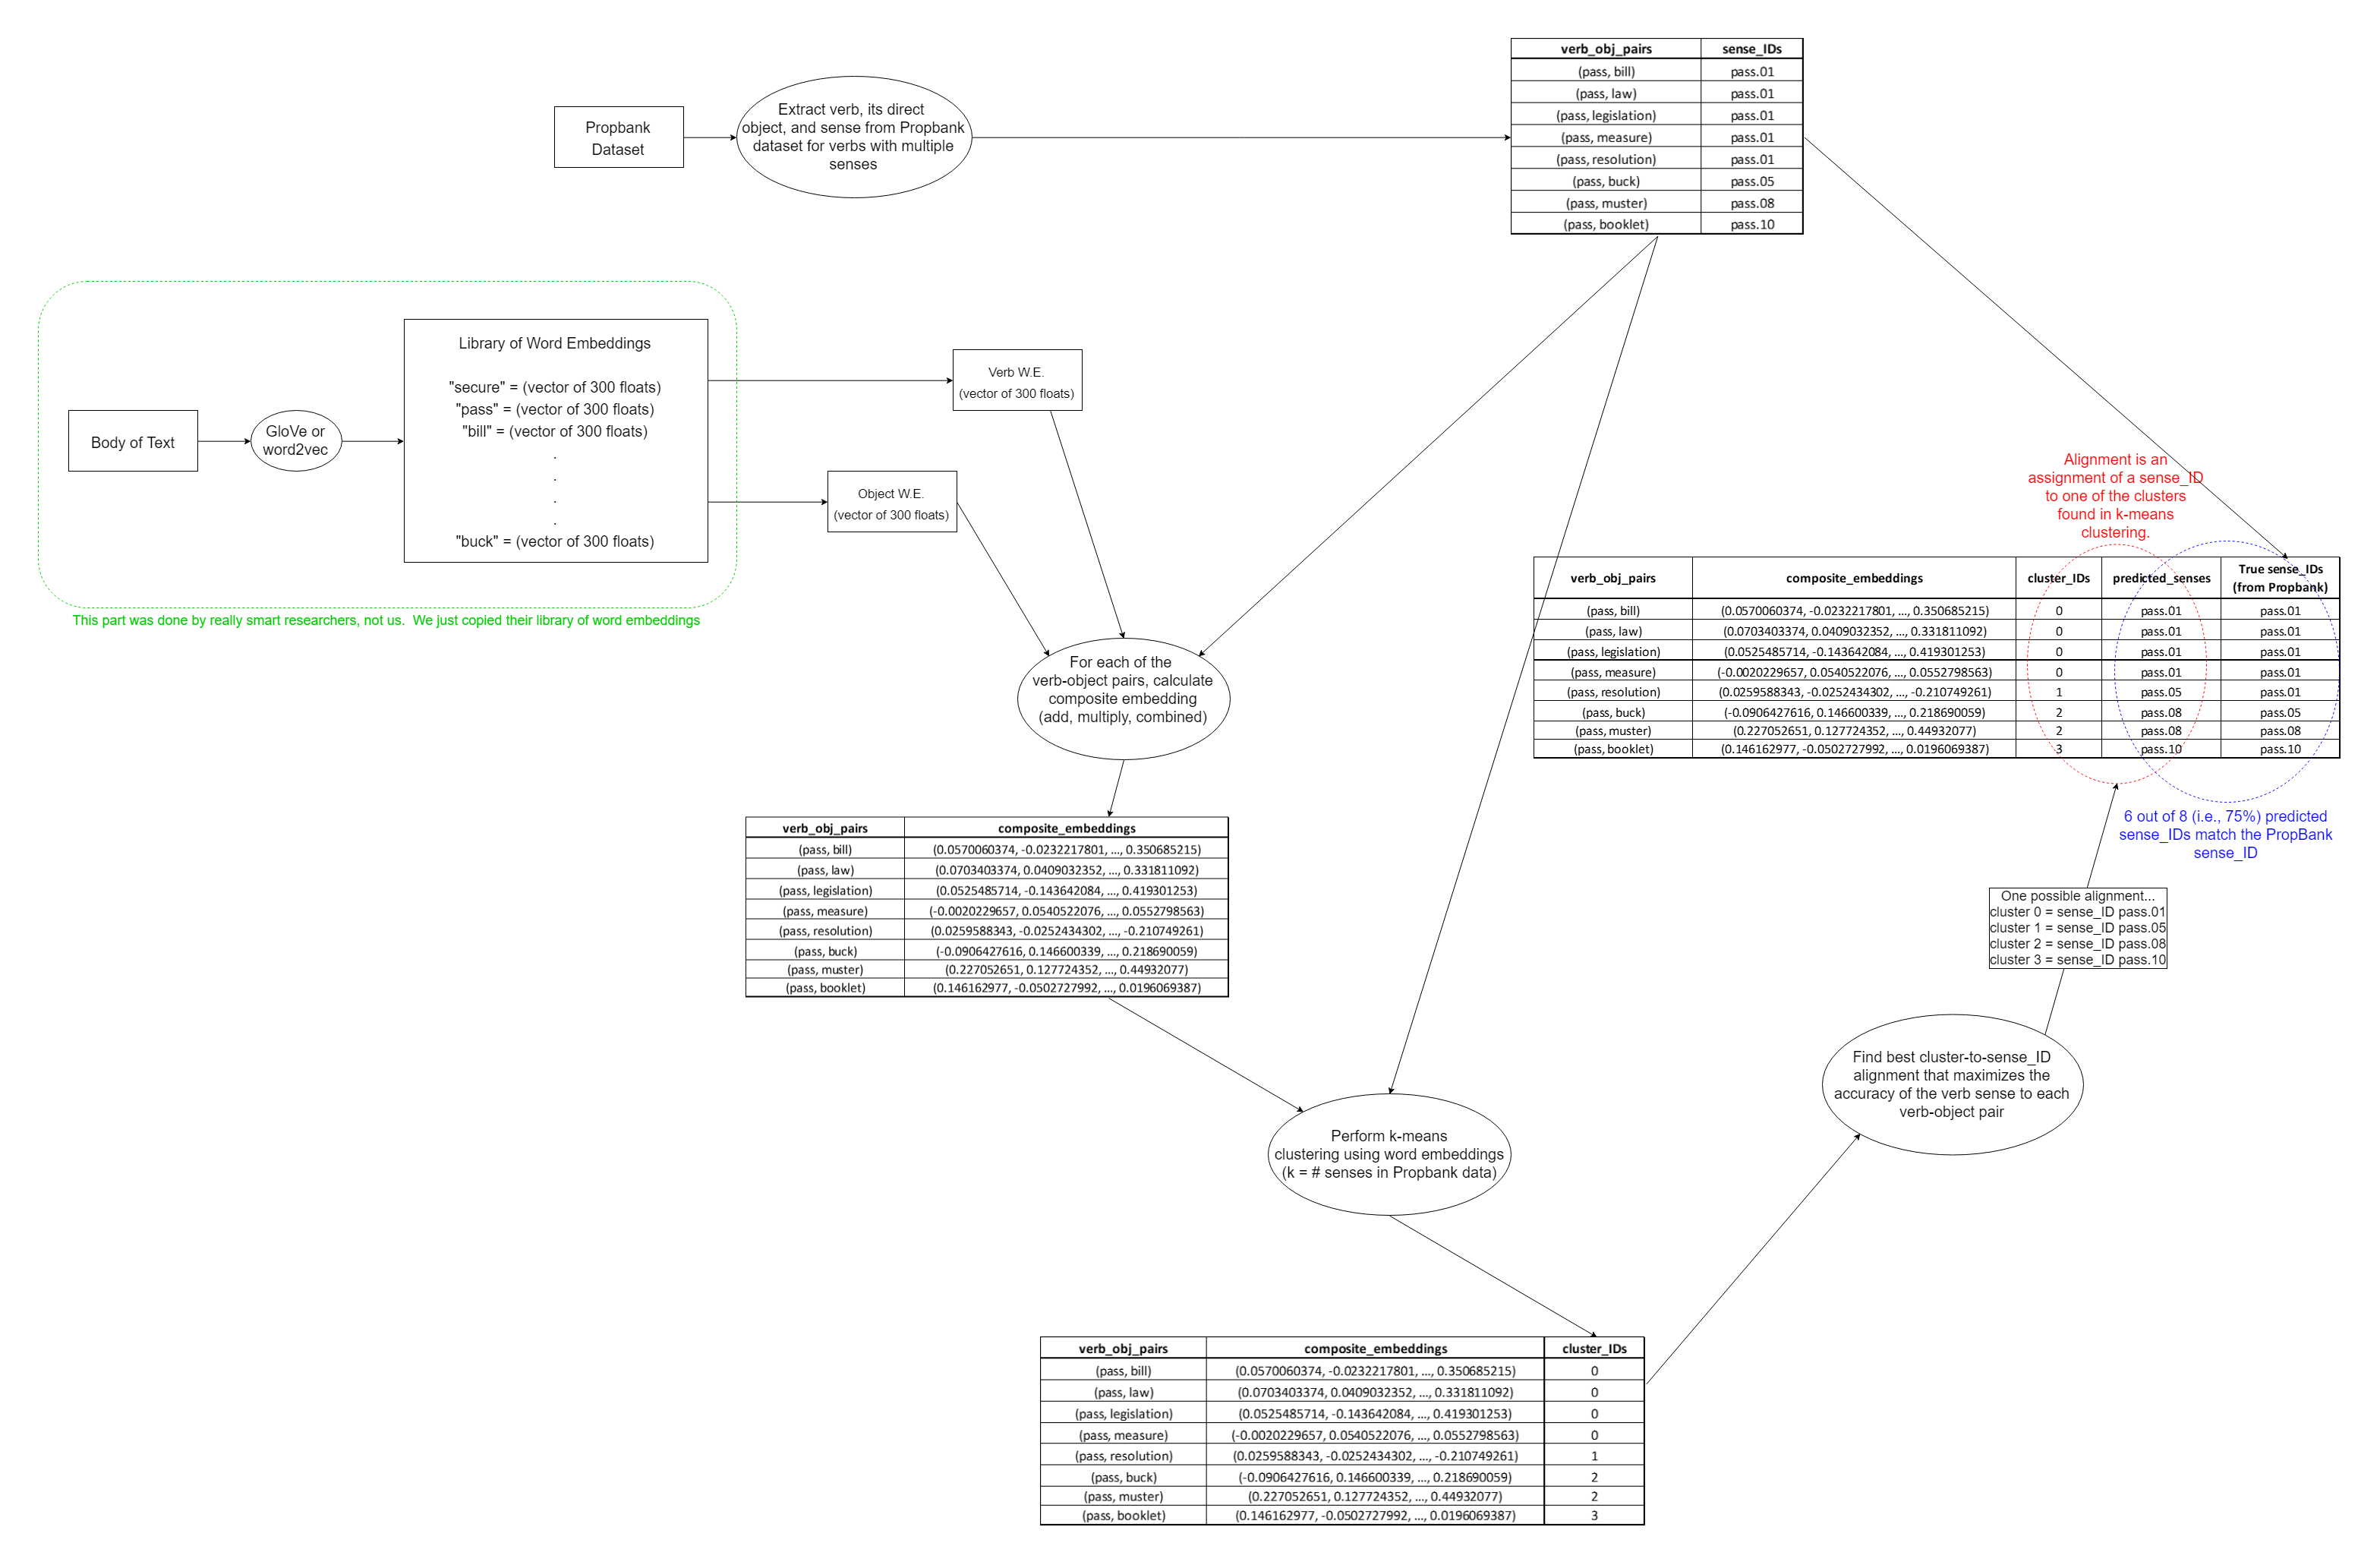 verb_obj_pairs sense_IDs
(pass, bill) pass.01
(pass, law) pass.01
(pass, legislation) pass.01
(pass, measure) pass.01
(pass, resolution) pass.01
(pass, buck) pass.05
(pass, muster) pass.08
(pass, booklet) pass.10
Propbank
Dataset
Extract verb, its direct
object, and sense from Propbank
dataset for verbs with multiple
senses
Library of Word Embeddings
"secure" = (vector of 300 floats)
"pass" = (vector of 300 floats)
"bill" = (vector of 300 floats)
.
.
.
.
"buck" = (vector of 300 floats)
Body of Text
GloVe or
word2vec
This part was done by really smart researchers, not us.  We just copied their library of word embeddings
Verb W.E.
(vector of 300 floats)
Object W.E.
(vector of 300 floats)
For each of the
verb-object pairs, calculate
composite embedding
(add, multiply, combined)
Alignment is an
assignment of a sense_ID
to one of the clusters
found in k-means
clustering.
verb_obj_pairs composite_embeddings cluster_IDs predicted_senses True sense_IDs
(from Propbank)
(pass, bill) (0.0570060374, -0.0232217801, ..., 0.350685215) 0 pass.01 pass.01
(pass, law) (0.0703403374, 0.0409032352, ..., 0.331811092) 0 pass.01 pass.01
(pass, legislation) (0.0525485714, -0.143642084, ..., 0.419301253) 0 pass.01 pass.01
(pass, measure) (-0.0020229657, 0.0540522076, ..., 0.0552798563) 0 pass.01 pass.01
(pass, resolution) (0.0259588343, -0.0252434302, ..., -0.210749261) 1 pass.05 pass.01
(pass, buck) (-0.0906427616, 0.146600339, ..., 0.218690059) 2 pass.08 pass.05
(pass, muster) (0.227052651, 0.127724352, ..., 0.44932077) 2 pass.08 pass.08
(pass, booklet) (0.146162977, -0.0502727992, ..., 0.0196069387) 3 pass.10 pass.10
6 out of 8 (i.e., 75%) predicted
sense_IDs match the PropBank
sense_ID
verb_obj_pairs composite_embeddings
(pass, bill) (0.0570060374, -0.0232217801, ..., 0.350685215)
(pass, law) (0.0703403374, 0.0409032352, ..., 0.331811092)
(pass, legislation) (0.0525485714, -0.143642084, ..., 0.419301253)
(pass, measure) (-0.0020229657, 0.0540522076, ..., 0.0552798563)
(pass, resolution) (0.0259588343, -0.0252434302, ..., -0.210749261)
(pass, buck) (-0.0906427616, 0.146600339, ..., 0.218690059)
(pass, muster) (0.227052651, 0.127724352, ..., 0.44932077)
(pass, booklet) (0.146162977, -0.0502727992, ..., 0.0196069387)
One possible alignment...
cluster 0 = sense_ID pass.01
cluster 1 = sense_ID pass.05
cluster 2 = sense_ID pass.08
cluster 3 = sense_ID pass.10
Find best cluster-to-sense_ID
alignment that maximizes the
accuracy of the verb sense to each
verb-object pair
Perform k-means
clustering using word embeddings
(k = # senses in Propbank data)
verb_obj_pairs composite_embeddings cluster_IDs
(pass, bill) (0.0570060374, -0.0232217801, ..., 0.350685215) 0
(pass, law) (0.0703403374, 0.0409032352, ..., 0.331811092) 0
(pass, legislation) (0.0525485714, -0.143642084, ..., 0.419301253) 0
(pass, measure) (-0.0020229657, 0.0540522076, ..., 0.0552798563) 0
(pass, resolution) (0.0259588343, -0.0252434302, ..., -0.210749261) 1
(pass, buck) (-0.0906427616, 0.146600339, ..., 0.218690059) 2
(pass, muster) (0.227052651, 0.127724352, ..., 0.44932077) 2
(pass, booklet) (0.146162977, -0.0502727992, ..., 0.0196069387) 3